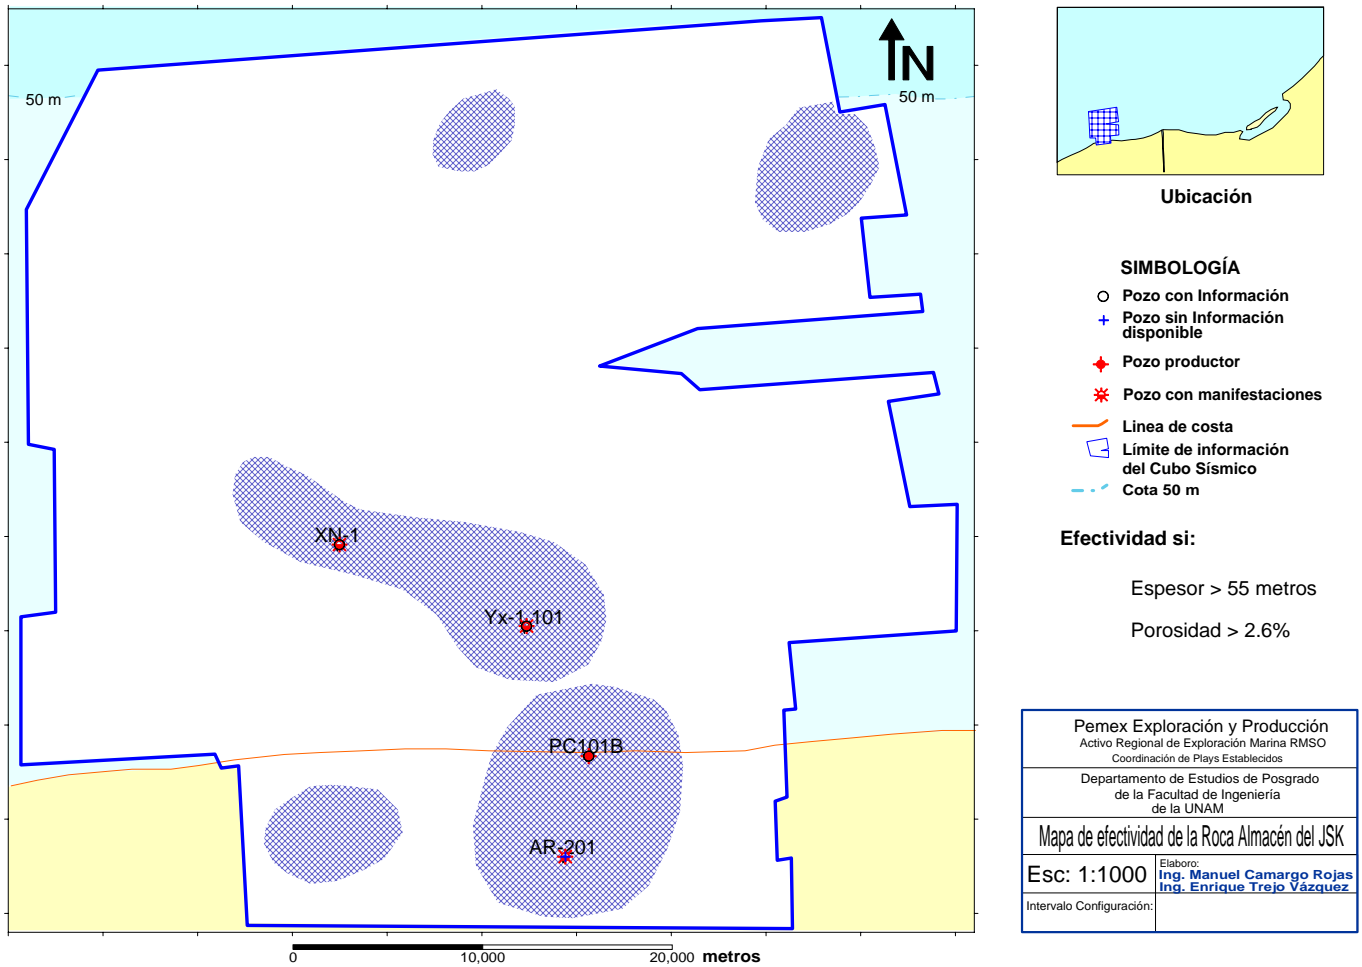 N
50 m
50 m
XN-1
Yx-1,101
PC101B
AR-201
0
10,000
20,000 metros
Ubicación
SIMBOLOGÍA
Pozo con Información
Pozo sin Información
disponible
Pozo productor
Pozo con manifestaciones
Linea de costa
Límite de información
del Cubo Sísmico
Cota 50 m
Efectividad si:
Espesor > 55 metros
Porosidad > 2.6%
Pemex Exploración y Producción
Activo Regional de Exploración Marina RMSO
Coordinación de Plays Establecidos
Departamento de Estudios de Posgrado
de la Facultad de Ingeniería
de la UNAM
Mapa de efectividad de la Roca Almacén del JSK
Esc: 1:1000
Elaboro:
Ing. Manuel Camargo Rojas
Ing. Enrique Trejo Vázquez
Intervalo Configuración: